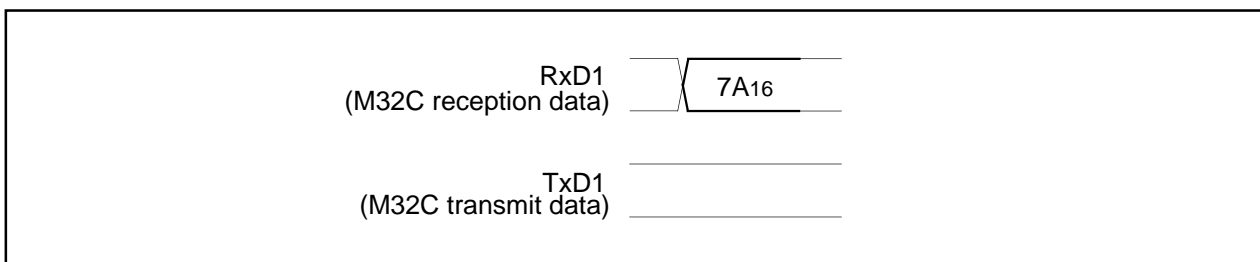 RxD1
(M32C reception data)
7A16
TxD1
(M32C transmit data)